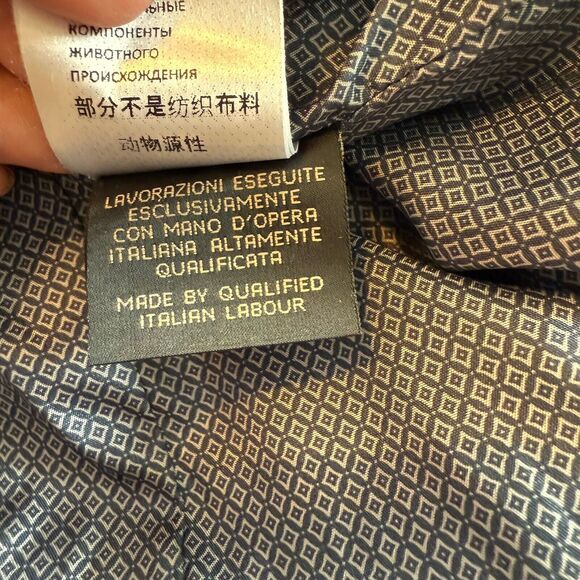 КОМПОНЕНТЫ
ЖИВОТНОГО
ПРОИСХОЖДЕНИЯ
部分不是纺织布料
动物源性
LAVORAZIONI ESEGUITE
ESCLUSIVAMENTE
CON MANO D'OPERA
ITALIANA ALTAMENTE
QUALIFICATA
MADE BY QUALIFIED
ITALIAN LABOUR